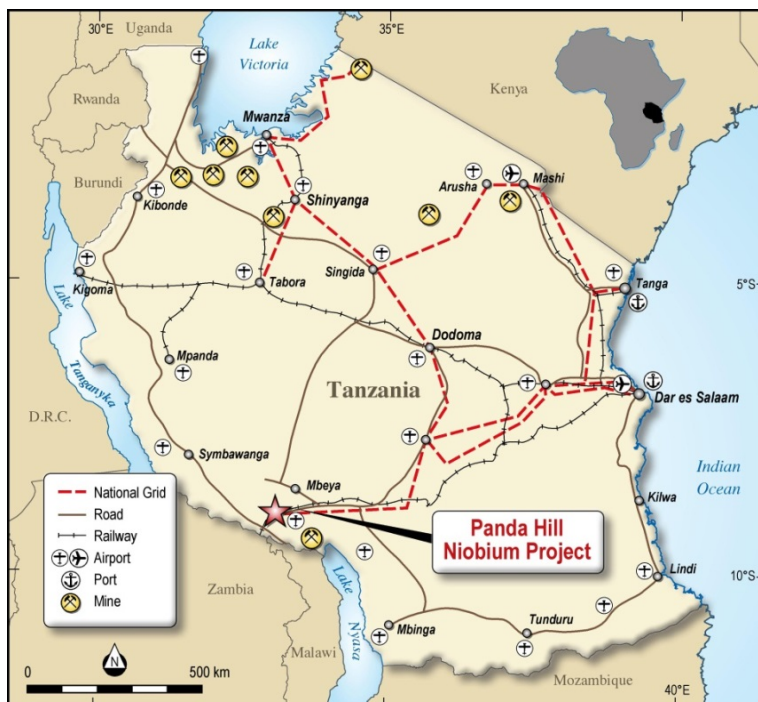 Uganda
30°
35°
Lake
Victoria
Kenya
Rwanda
Mwanza
Burundi
Arusha
Mashi
Kibonde
Shinyanga
Singida
Tanga
5°S
Kigoma
Tabora
Lake
Tanganyka
Dodoma
Mpanda
Tanzania
Dar es Salaam
D.R.C.
Symbawanga
Mbeya
Indian
Ocean
Kilwa
National Grid
Road
Railway
Airport
Port
Mine
Panda Hill
Niobium Project
Zambia
Lake
Nyasa
Lindi
10°S
Mbinga
Tunduru
Malawi
N
0
500 km
Mozambique
40°E